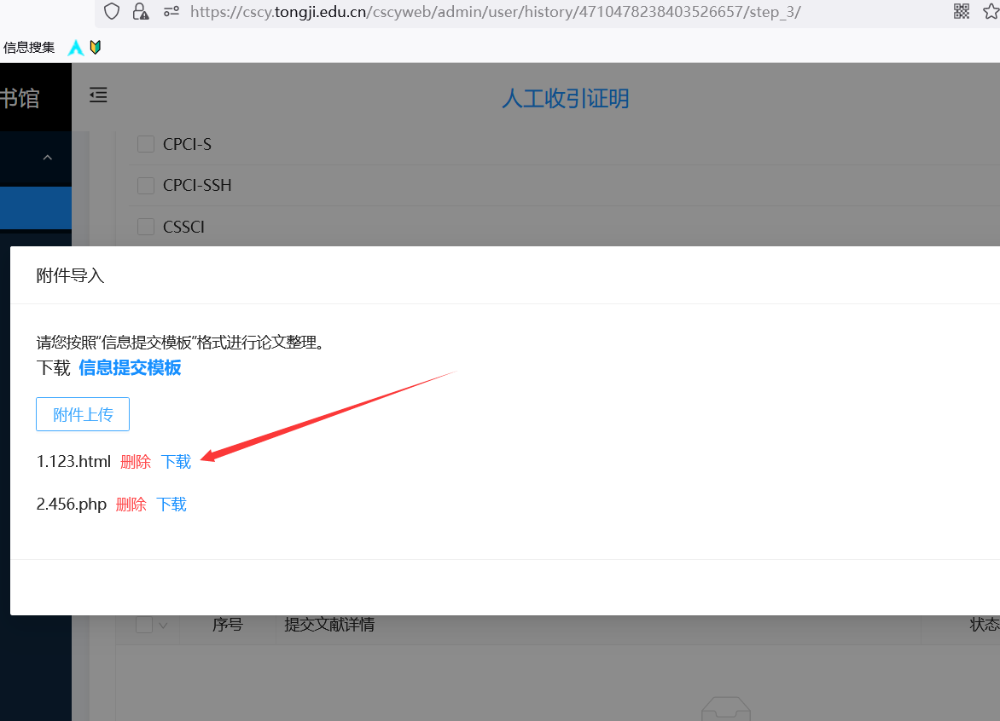 https://cscy.tongji.edu.cn/cscyweb/admin/user/history/4710478238403526657/step_3/
信息搜集
书馆
人工收引证明
CPCI-S
CPCI-SSH
CSSCI
附件导入
请您按照“信息提交模板”格式进行论文整理。
下载 信息提交模板
附件上传
1.123.html 删除 下载
2.456.php 删除 下载
序号 提交文献详情 状态